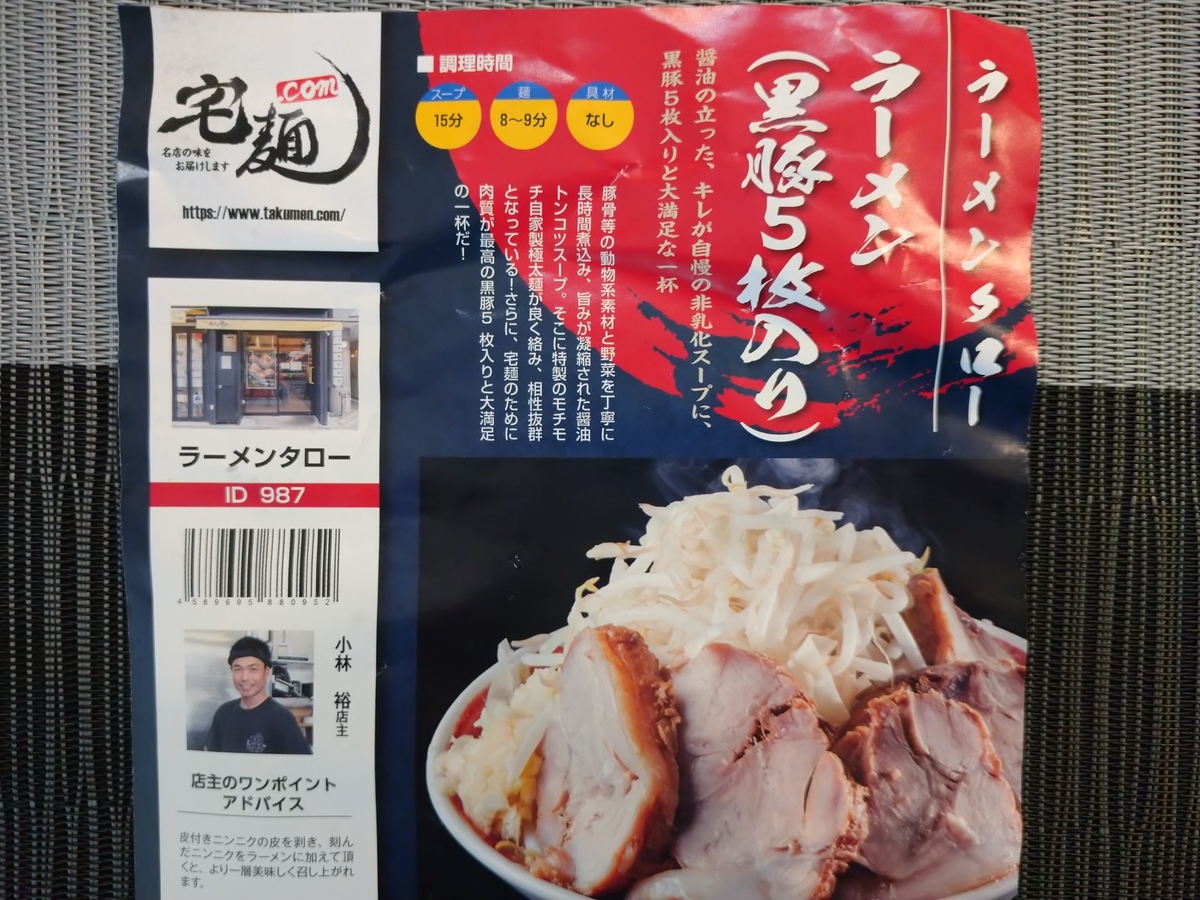 ラーメンタロー
ラーメン
（黒豚5枚入り）
醤油の立った、キレが自慢の非乳化スープに、
黒豚5枚入りと大満足な一杯
■ 調理時間
スープ
15分
麺
8〜9分
具材
なし
豚骨等の動物系素材と野菜を丁寧に
長時間煮込み、旨みが凝縮された醤油
トンコツスープ。そこに特製のモチモ
チ自家製極太麺が良く絡み、相性抜群
となっている！さらに、宅麺のために
肉質が最高の黒豚5 枚入りと大満足
の一杯だ！
宅麺
.com
名店の味を
お届けします
https://www.takumen.com/
ラーメンタロー
ID 987
4589695880952
小林 裕店主
店主のワンポイント
アドバイス
皮付きニンニクの皮を剥き、刻ん
だニンニクをラーメンに加えて頂
くと、より一層美味しく召し上がれ
ます。